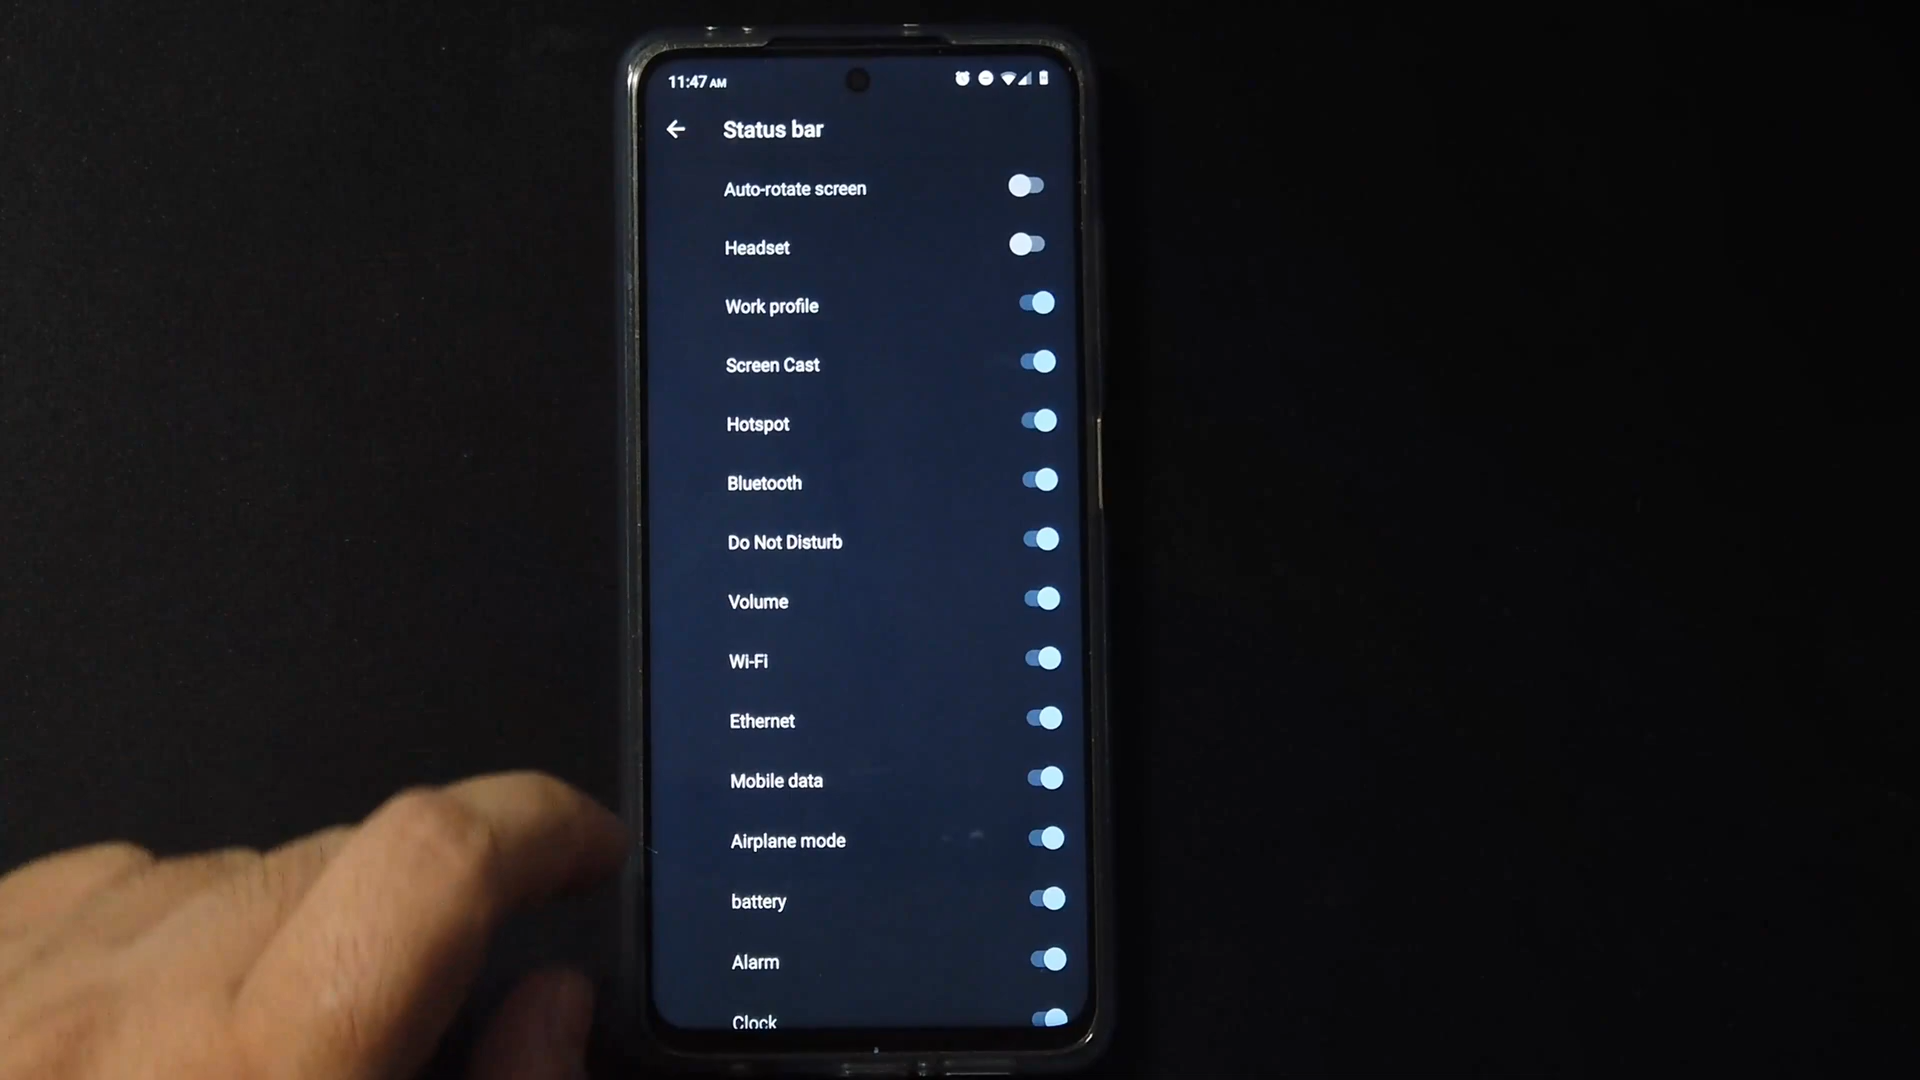 11:47 AM
Status bar
Auto-rotate screen
Headset
Work profile
Screen Cast
Hotspot
Bluetooth
Do Not Disturb
Volume
Wi-Fi
Ethernet
Mobile data
Airplane mode
battery
Alarm
Clock